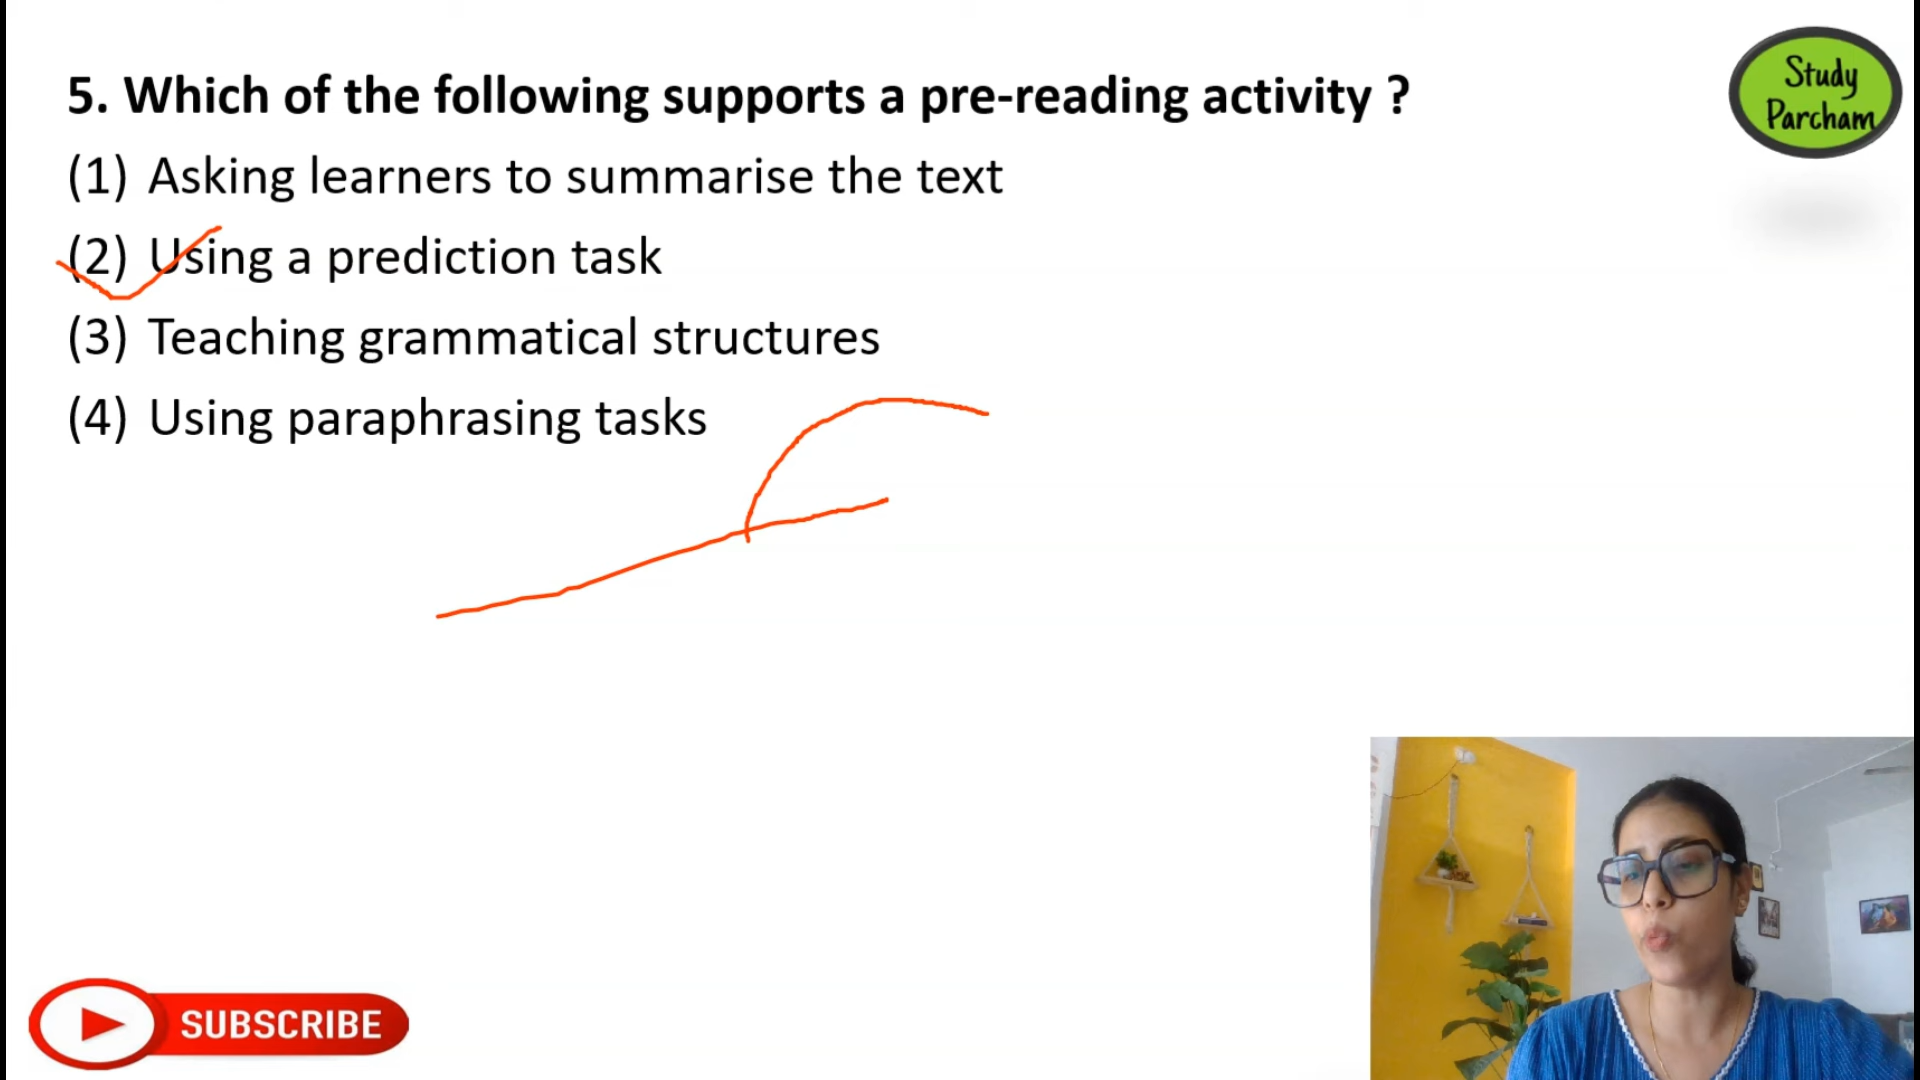 5. Which of the following supports a pre-reading activity ?
(1) Asking learners to summarise the text
(2) Using a prediction task
(3) Teaching grammatical structures
(4) Using paraphrasing tasks
Study
Parcham
SUBSCRIBE